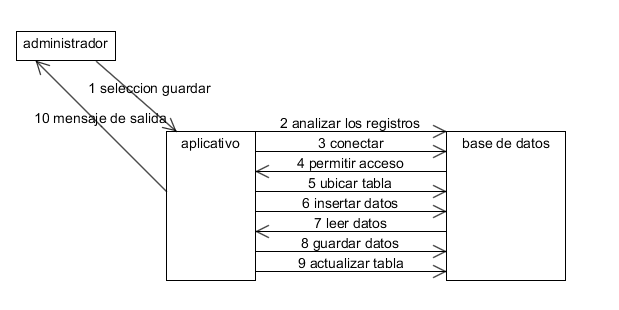 administrador
1 seleccion guardar
10 mensaje de salida
2 analizar los registros
aplicativo
base de datos
3 conectar
4 permitir acceso
5 ubicar tabla
6 insertar datos
7 leer datos
8 guardar datos
9 actualizar tabla